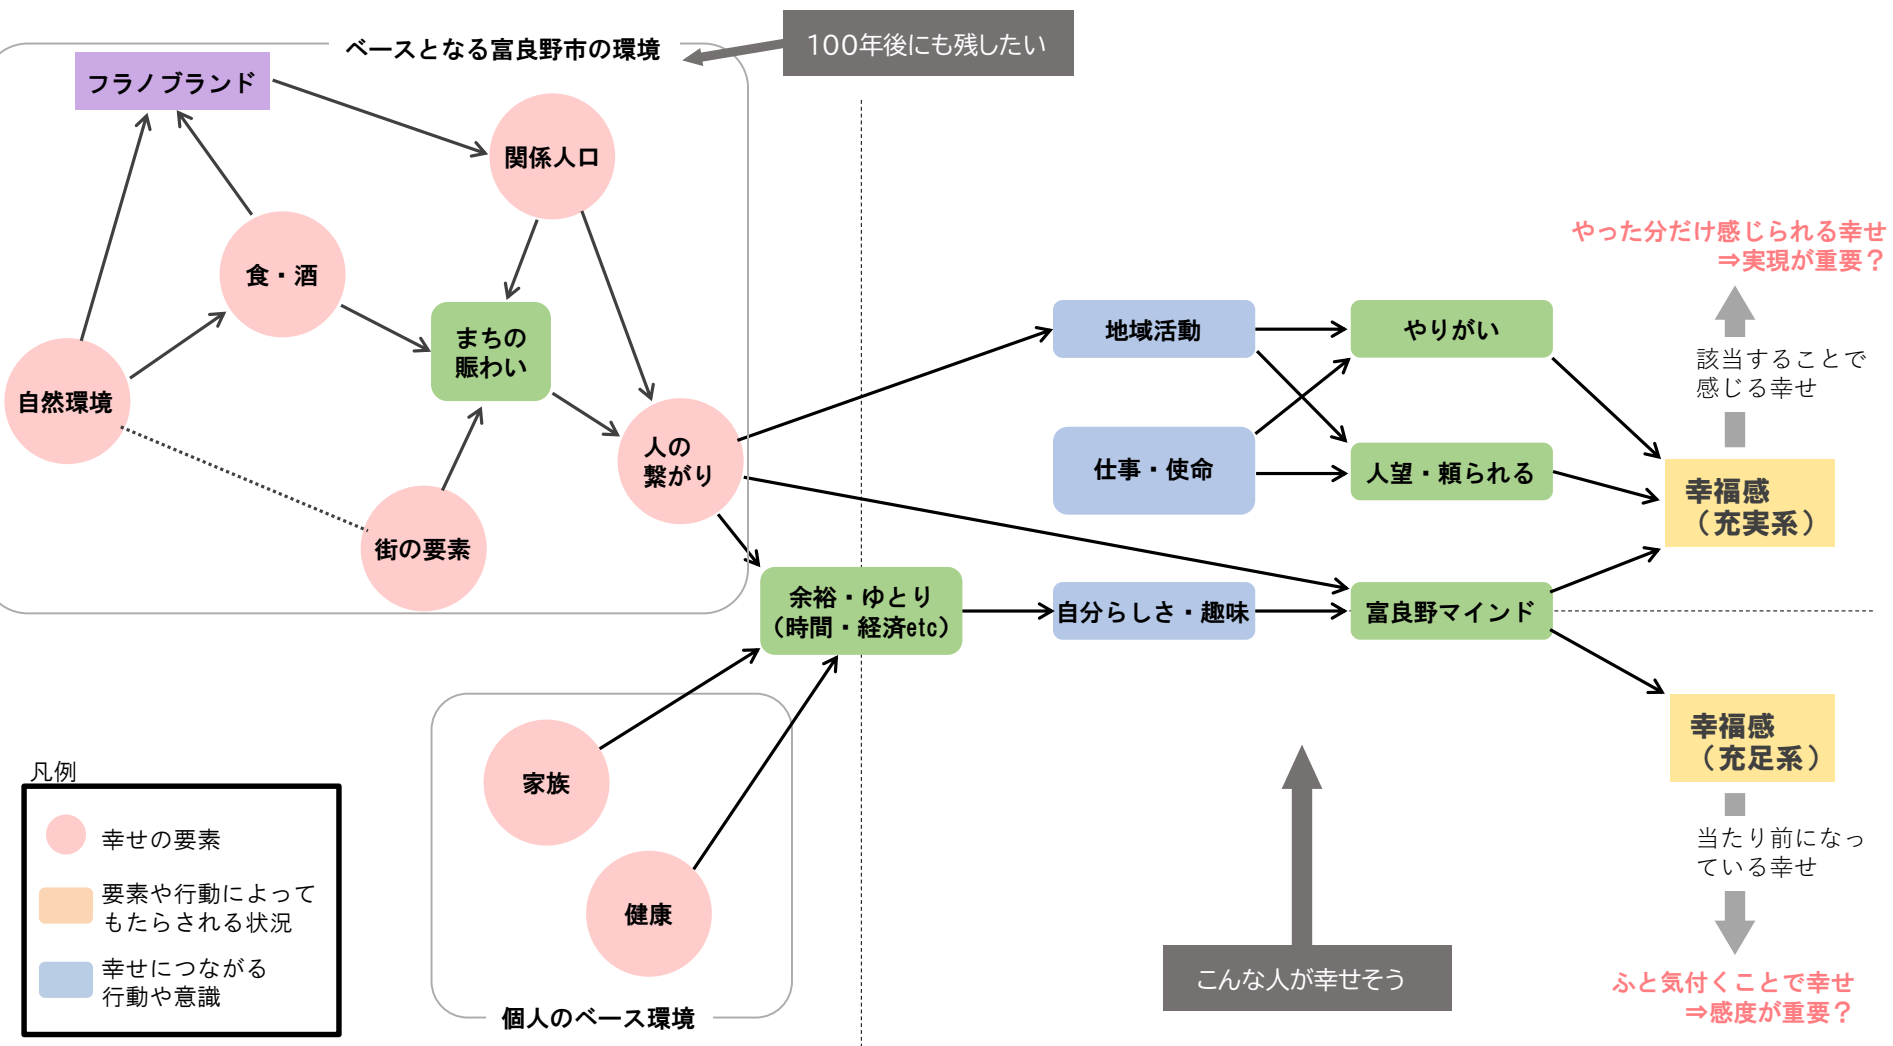 ベースとなる富良野市の環境
100年後にも残したい
フラノブランド
関係人口
食・酒
まちの
賑わい
自然環境
人の
繋がり
街の要素
地域活動
やりがい
仕事・使命
人望・頼られる
余裕・ゆとり
（時間・経済etc）
自分らしさ・趣味
富良野マインド
やった分だけ感じられる幸せ
⇒実現が重要？
該当することで
感じる幸せ
幸福感
（充実系）
幸福感
（充足系）
当たり前になっ
ている幸せ
ふと気付くことで幸せ
⇒感度が重要？
家族
健康
個人のベース環境
こんな人が幸せそう
凡例
幸せの要素
要素や行動によって
もたらされる状況
幸せにつながる
行動や意識